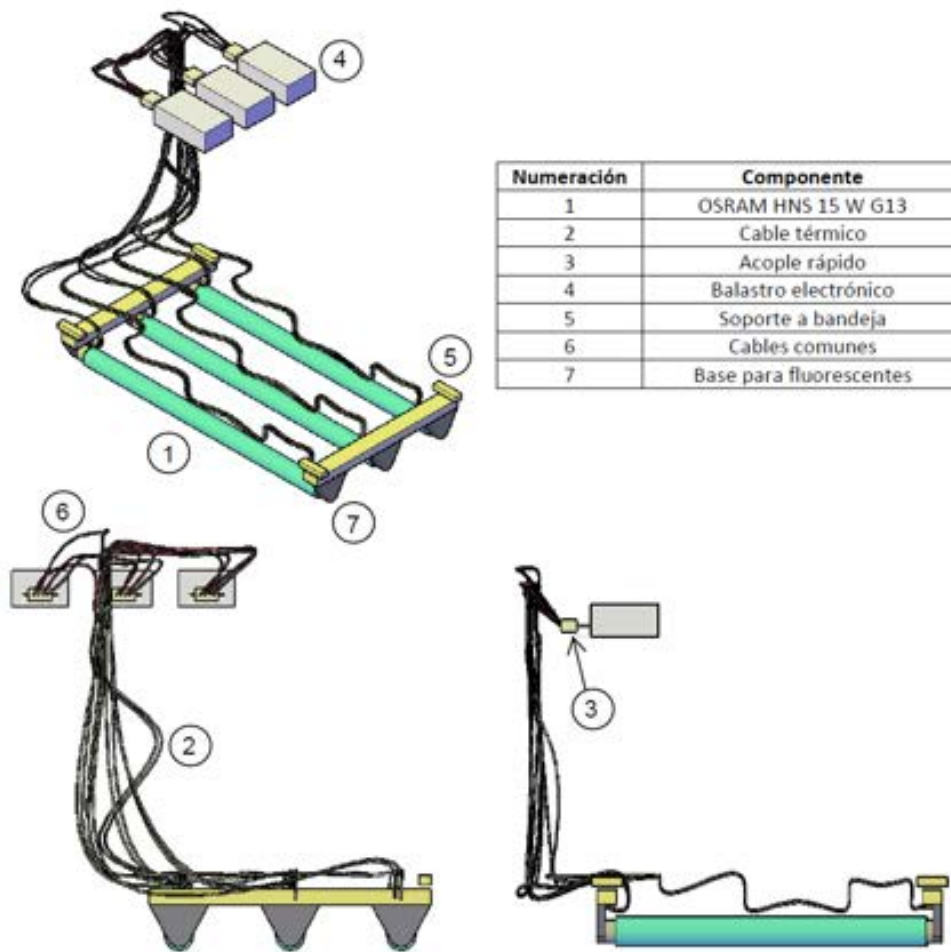 4
Numeración Componente
1 OSRAM HNS 15 W G13
2 Cable térmico
3 Acople rápido
4 Balastro electrónico
5 Soporte a bandeja
6 Cables comunes
7 Base para fluorescentes
5
1
7
6
3
2